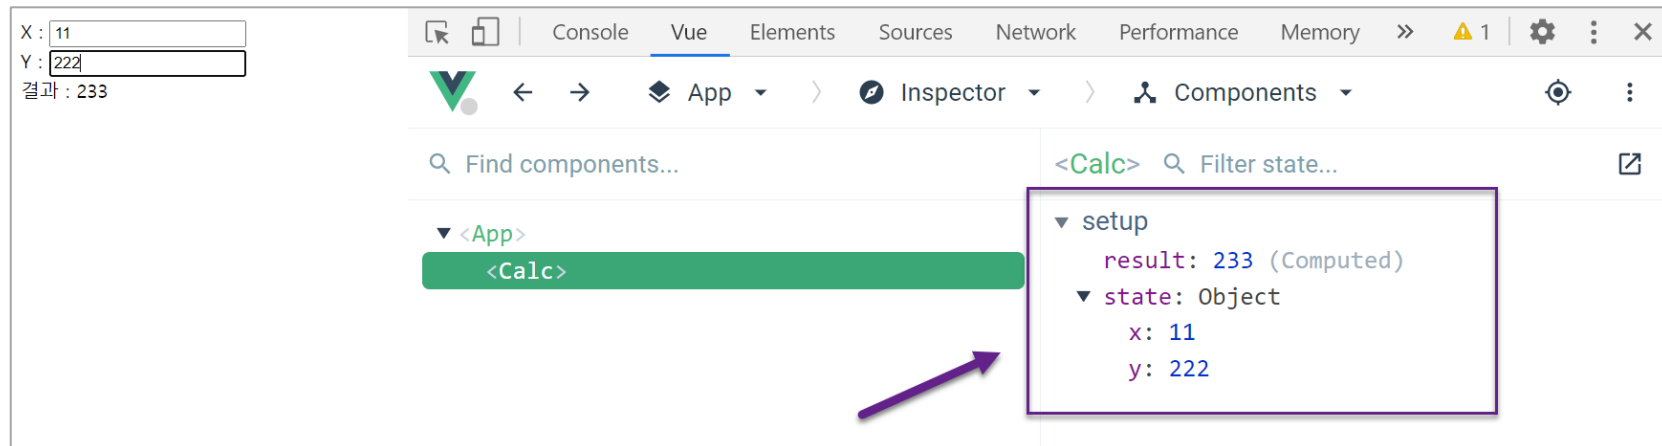 X : 11
Y : 222
결과 : 233
Console Vue Elements Sources Network Performance Memory 1
App Inspector Components
Find components...
<Calc> Filter state...
<App>
<Calc>
setup
result: 233 (Computed)
state: Object
x: 11
y: 222